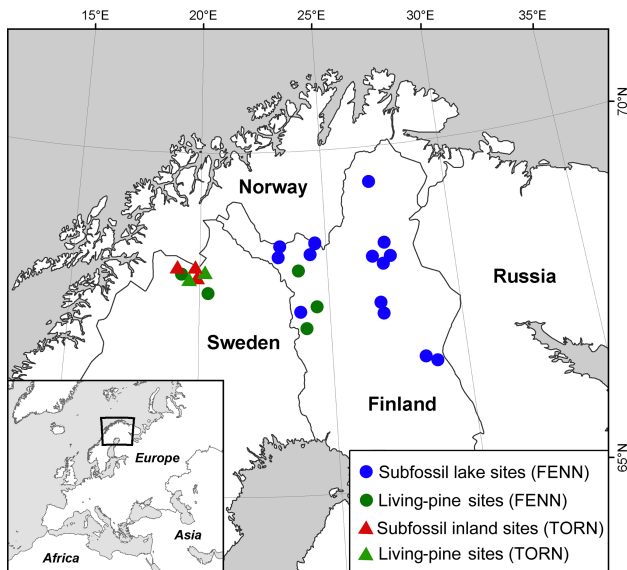 15°E 20°E 25°E 30°E 35°E
70°N
Norway
Russia
Sweden
Finland
65°N
Europe
Asia
Africa
Subfossil lake sites (FENN)
Living-pine sites (FENN)
Subfossil inland sites (TORN)
Living-pine sites (TORN)